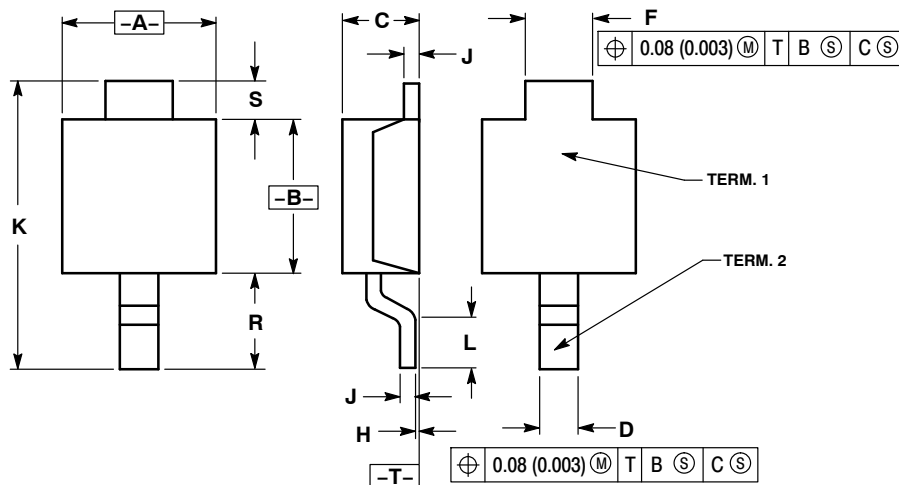 –A–
C
F
⌖ 0.08 (0.003) Ⓜ T B Ⓢ C Ⓢ
J
S
K
–B–
TERM. 1
TERM. 2
R
L
J
H
D
–T–
⌖ 0.08 (0.003) Ⓜ T B Ⓢ C Ⓢ